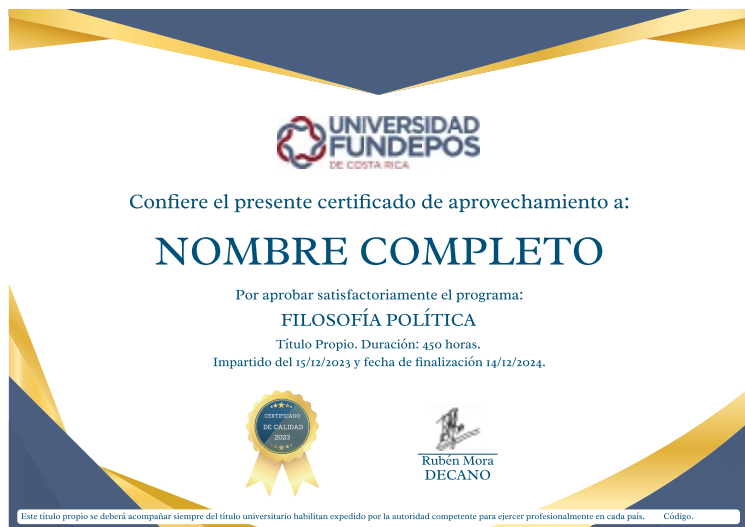 UNIVERSIDAD
FUNDEPOS
DE COSTA RICA
Confiere el presente certificado de aprovechamiento a:
NOMBRE COMPLETO
Por aprobar satisfactoriamente el programa:
FILOSOFÍA POLÍTICA
Título Propio. Duración: 450 horas.
Impartido del 15/12/2023 y fecha de finalización 14/12/2024.
CERTIFICADO
DE CALIDAD
2023
Rubén Mora
DECANO
Este título propio se deberá acompañar siempre del título universitario habilitan expedido por la autoridad competente para ejercer profesionalmente en cada país. Código.